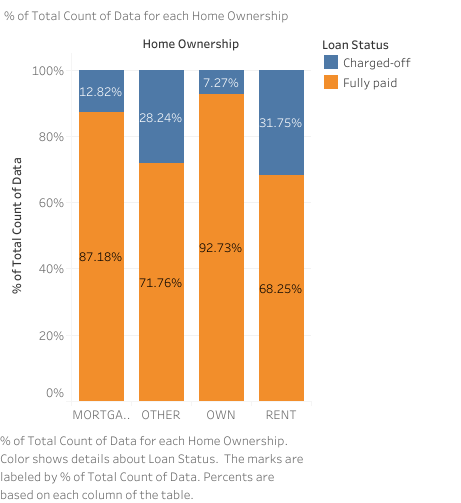 % of Total Count of Data for each Home Ownership
Home Ownership
Loan Status
Charged-off
Fully paid
% of Total Count of Data
100%
80%
60%
40%
20%
0%
12.82%
28.24%
7.27%
31.75%
87.18%
71.76%
92.73%
68.25%
MORTGA.. OTHER OWN RENT
% of Total Count of Data for each Home Ownership.
Color shows details about Loan Status. The marks are
labeled by % of Total Count of Data. Percents are
based on each column of the table.